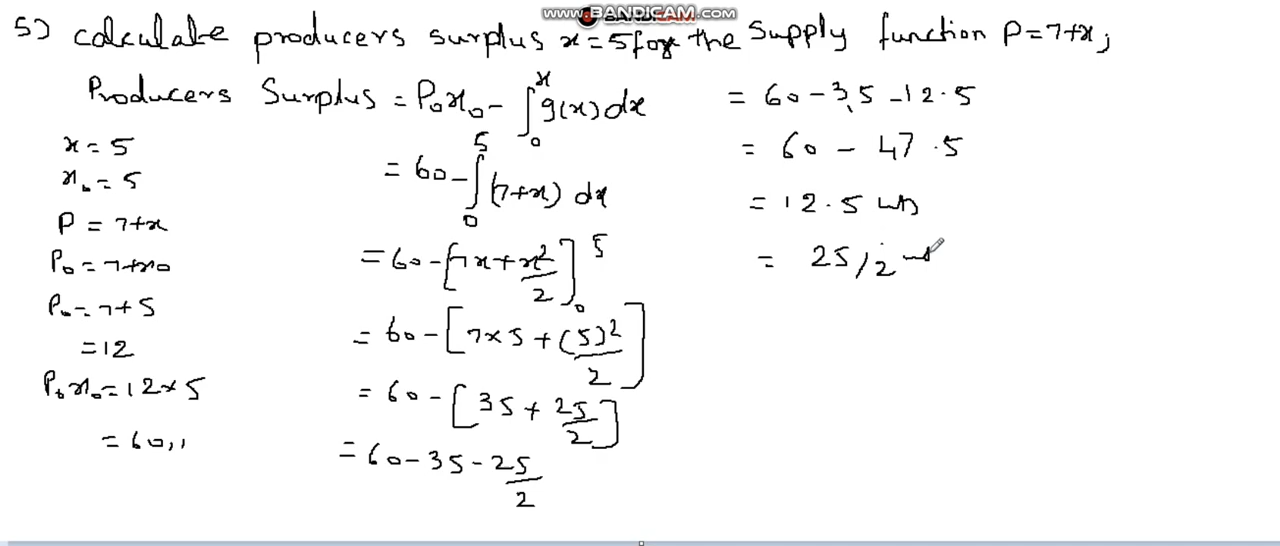 www.BANDICAM.com
5) calculate producers surplus x=5 for the supply function P=7+x;
Producers Surplus = P₀x₀ - ∫₀ˣ g(x) dx
x = 5
x₀ = 5
P = 7+x
P₀ = 7+x₀
P₀ = 7+5
= 12
P₀x₀ = 12 × 5
= 60,,
= 60 - ∫₀⁵ (7+x) dx
= 60 - [7x + x²/2]₀⁵
= 60 - [7×5 + (5)²/2]
= 60 - [35 + 25/2]
= 60 - 35 - 25/2
= 60 - 35 - 12.5
= 60 - 47.5
= 12.5
= 25/2